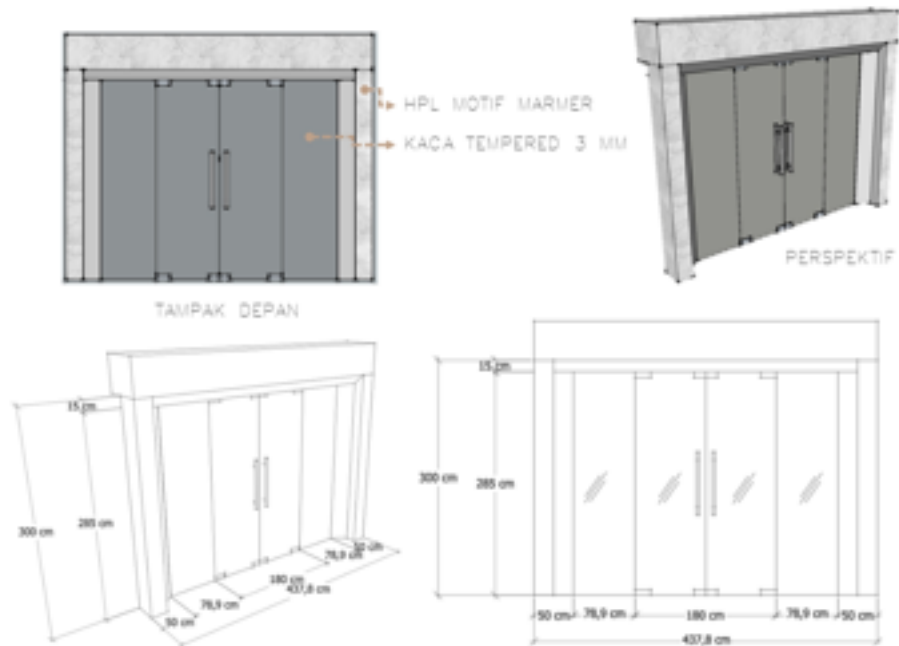 HPL MOTIF MARMER
KACA TEMPERED 3 MM
PERSPEKTIF
TAMPAK DEPAN
15 cm
300 cm
285 cm
50 cm
78,9 cm
180 cm
78,9 cm
50 cm
437,8 cm
15 cm
300 cm
285 cm
50 cm
78,9 cm
180 cm
78,9 cm
50 cm
437,8 cm